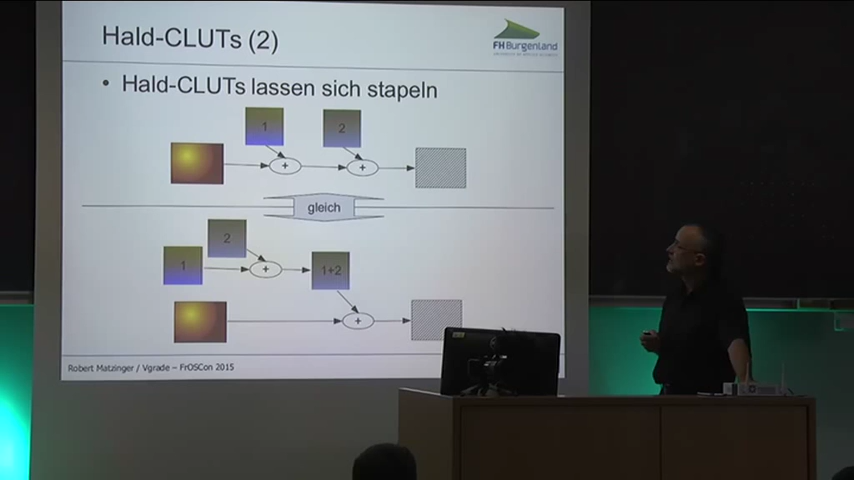 Hald-CLUTs (2)
FH Burgenland
• Hald-CLUTs lassen sich stapeln
1 2
+ +
gleich
2
1 + 1+2
+
Robert Matzinger / Vgrade – FrOSCon 2015